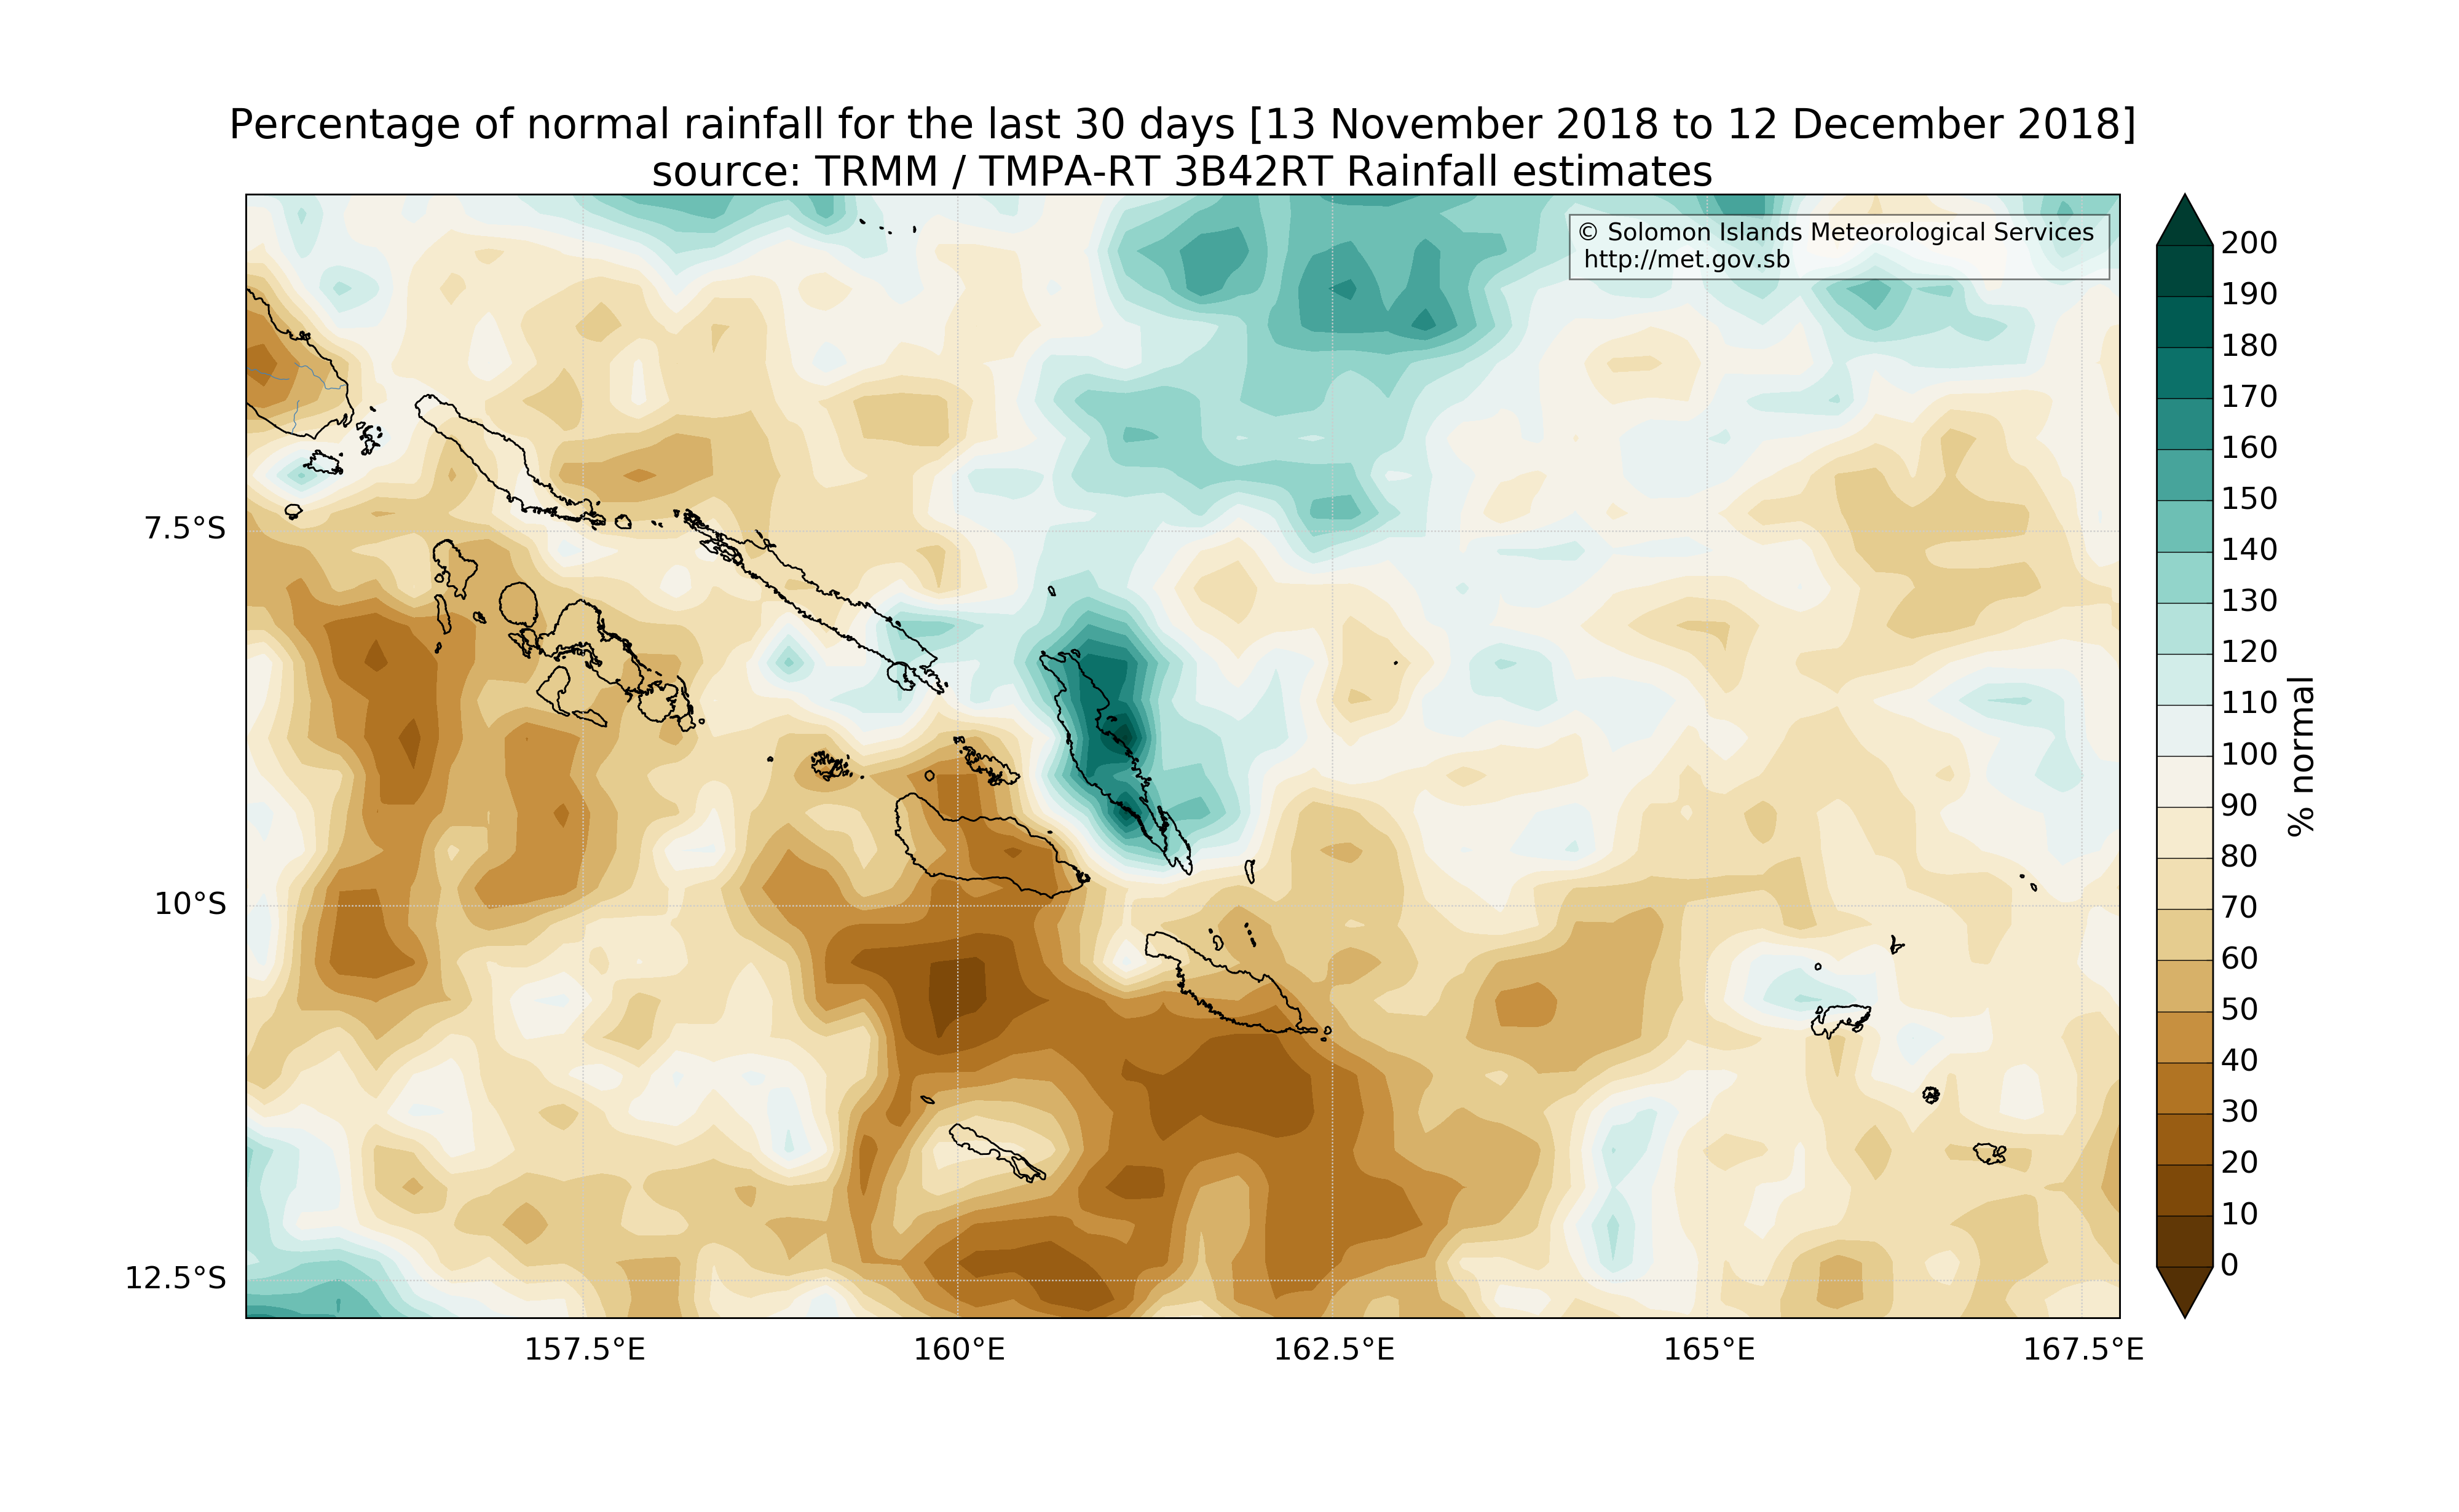 Percentage of normal rainfall for the last 30 days [13 November 2018 to 12 December 2018]
source: TRMM / TMPA-RT 3B42RT Rainfall estimates
© Solomon Islands Meteorological Services
http://met.gov.sb
7.5°S
10°S
12.5°S
157.5°E
160°E
162.5°E
165°E
167.5°E
200
190
180
170
160
150
140
130
120
110
100
90
80
70
60
50
40
30
20
10
0
% normal